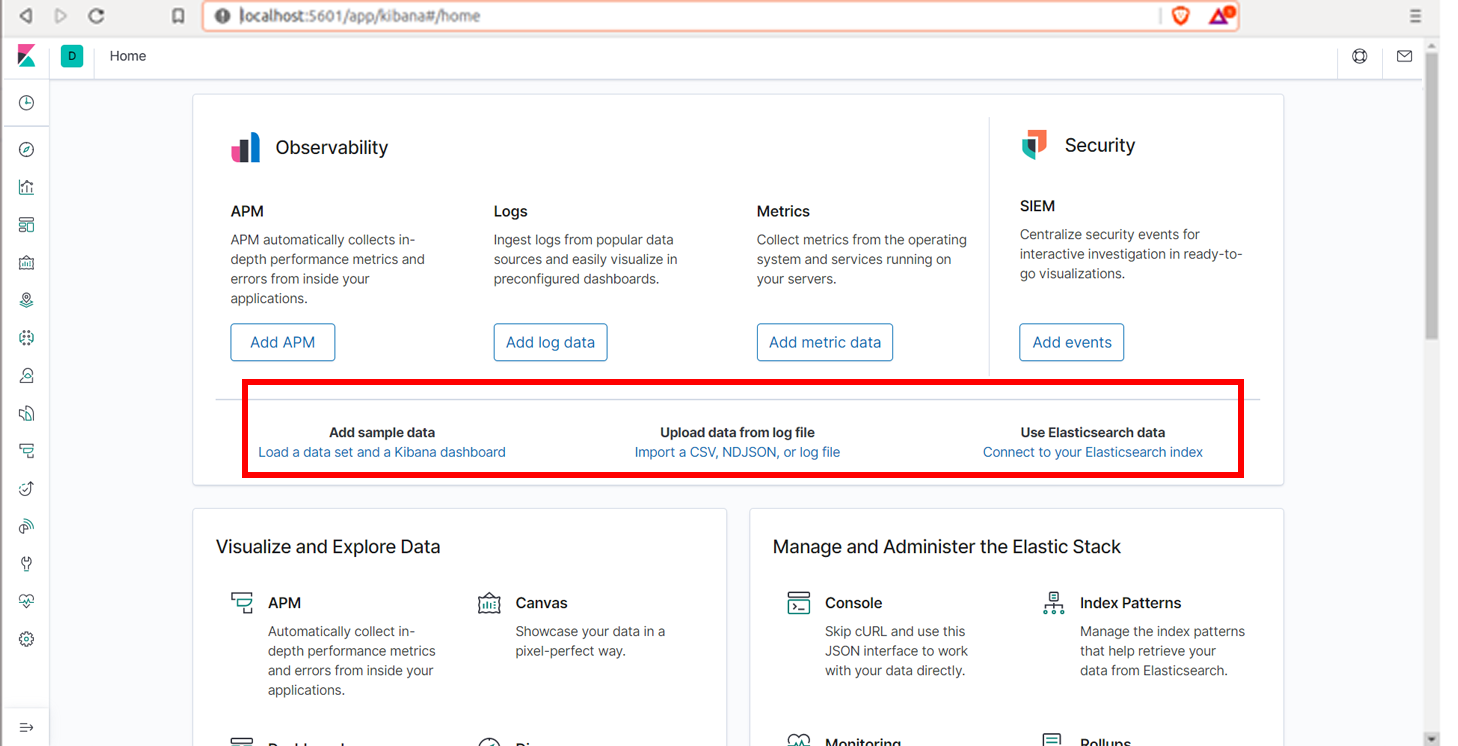 localhost:5601/app/kibana#/home
D
Home
Observability
Security
APM
APM automatically collects in-
depth performance metrics and
errors from inside your
applications.
Add APM
Logs
Ingest logs from popular data
sources and easily visualize in
preconfigured dashboards.
Add log data
Metrics
Collect metrics from the operating
system and services running on
your servers.
Add metric data
SIEM
Centralize security events for
interactive investigation in ready-to-
go visualizations.
Add events
Add sample data
Load a data set and a Kibana dashboard
Upload data from log file
Import a CSV, NDJSON, or log file
Use Elasticsearch data
Connect to your Elasticsearch index
Visualize and Explore Data
APM
Automatically collect in-
depth performance metrics
and errors from inside your
applications.
Canvas
Showcase your data in a
pixel-perfect way.
Manage and Administer the Elastic Stack
Console
Skip cURL and use this
JSON interface to work
with your data directly.
Index Patterns
Manage the index patterns
that help retrieve your
data from Elasticsearch.
Monitoring
Rollups